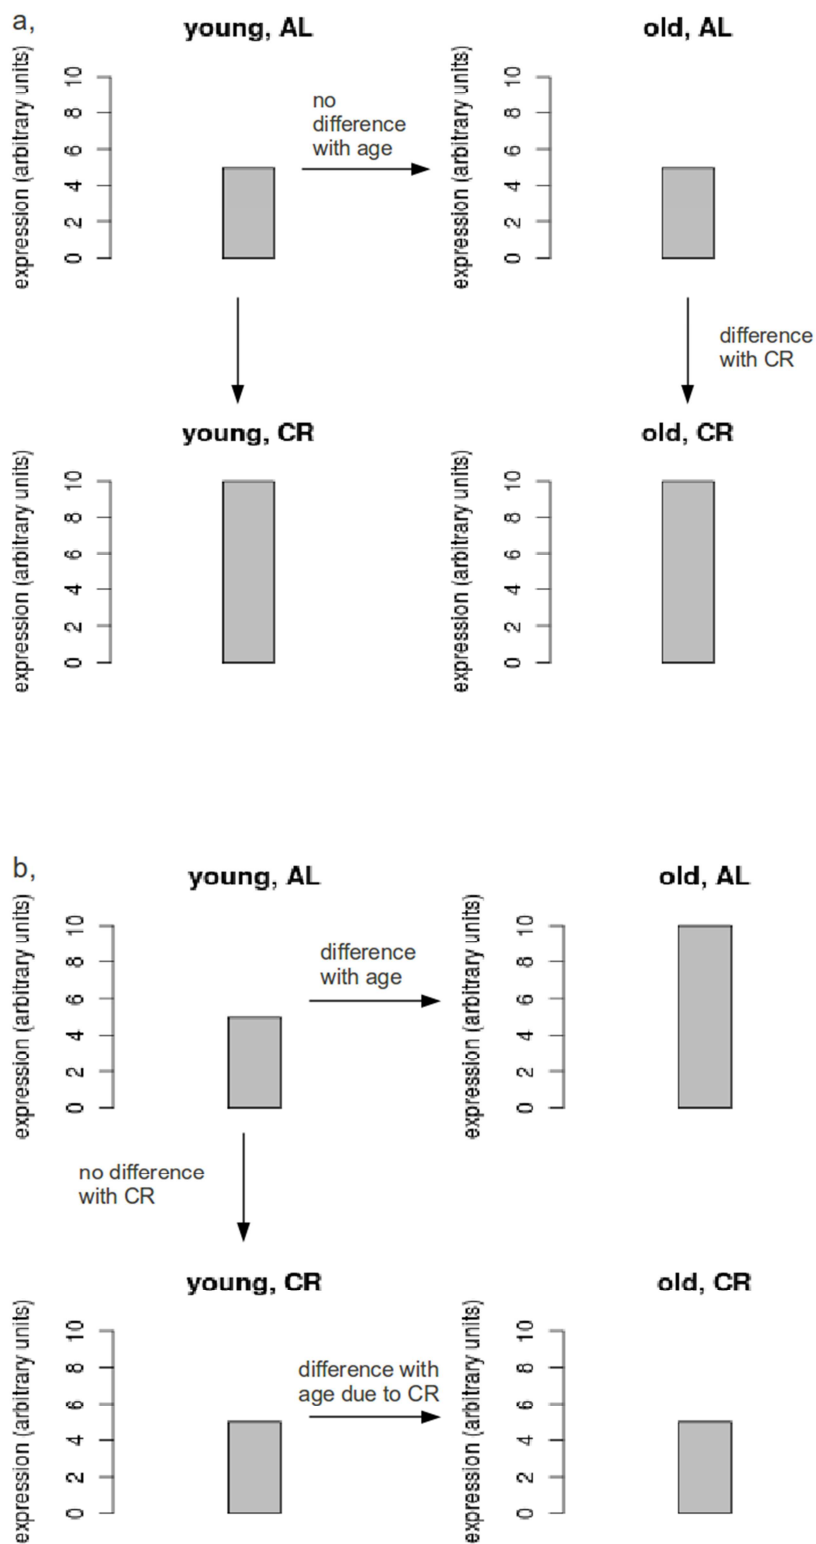 a,
young, AL
old, AL
expression (arbitrary units)
0 2 4 6 8 10
no
difference
with age
expression (arbitrary units)
0 2 4 6 8 10
difference
with CR
young, CR
old, CR
expression (arbitrary units)
0 2 4 6 8 10
expression (arbitrary units)
0 2 4 6 8 10
b,
young, AL
old, AL
expression (arbitrary units)
0 2 4 6 8 10
difference
with age
expression (arbitrary units)
0 2 4 6 8 10
no difference
with CR
young, CR
old, CR
expression (arbitrary units)
0 2 4 6 8 10
difference with
age due to CR
expression (arbitrary units)
0 2 4 6 8 10